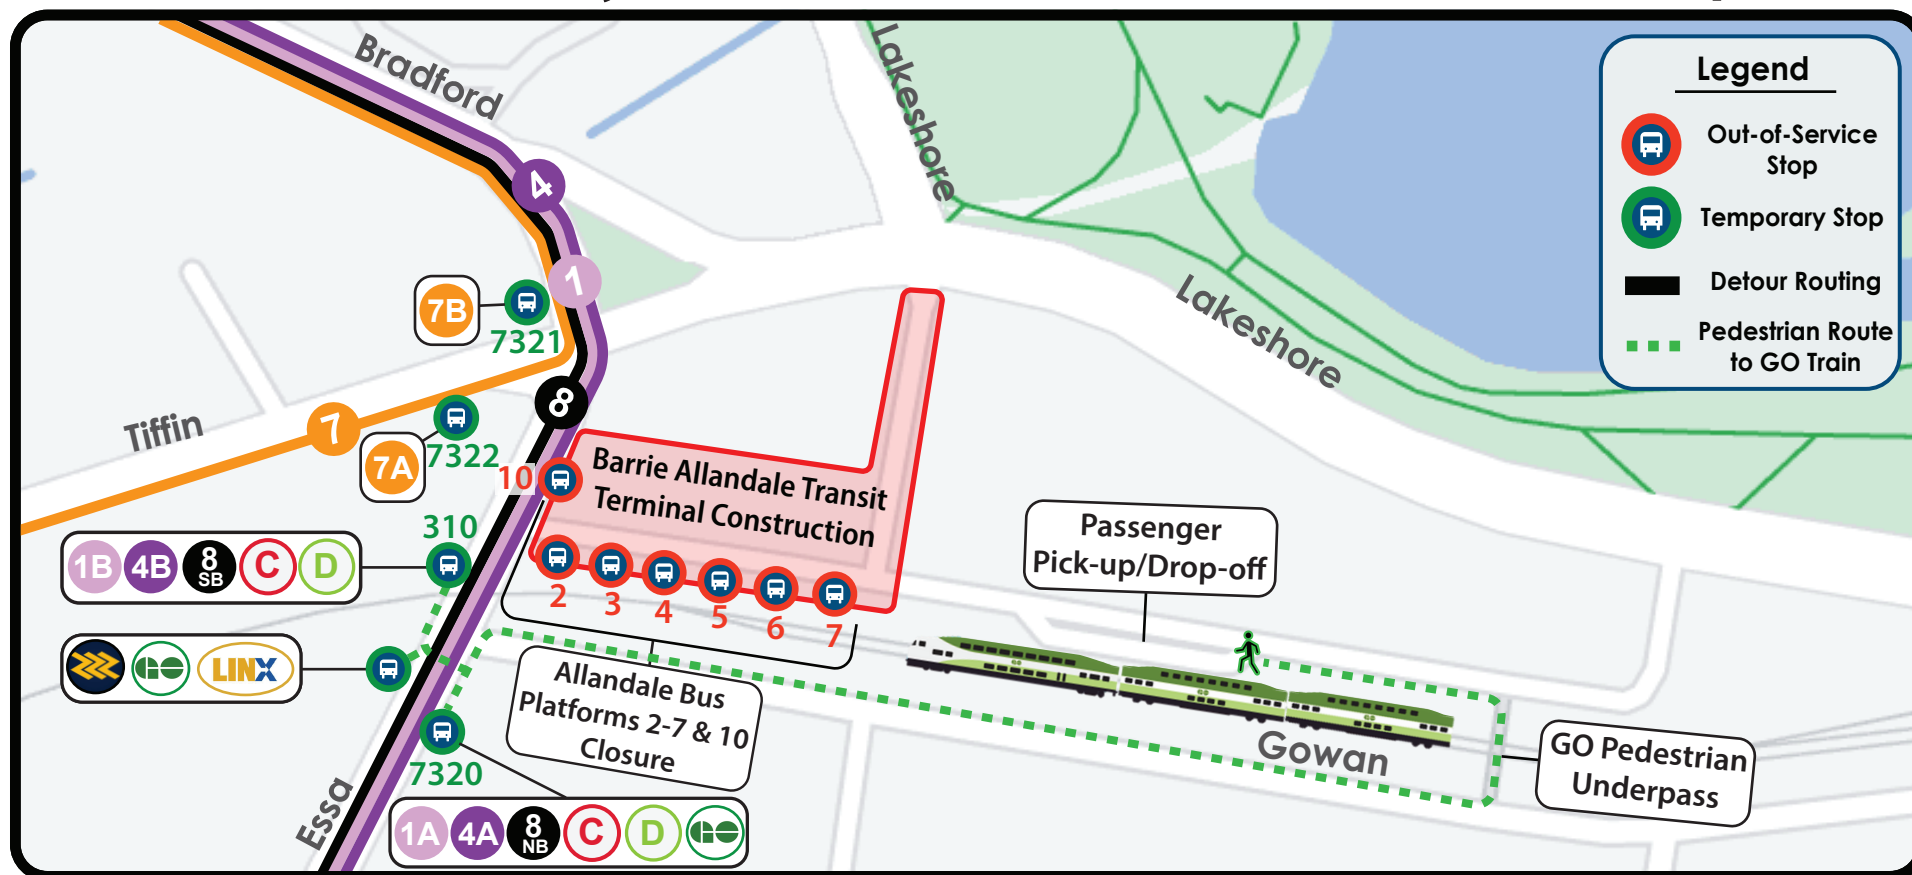 Bradford
Lakeshore
Legend
Out-of-Service
Stop
Temporary Stop
Detour Routing
Pedestrian Route
to GO Train
4
1
7B
7321
Lakeshore
8
Tiffin
7
7A
7322
10
Barrie Allandale Transit
Terminal Construction
310
1B 4B 8 SB C D
2 3 4 5 6 7
Passenger
Pick-up/Drop-off
GO LINX
Allandale Bus
Platforms 2-7 & 10
Closure
7320
Gowan
GO Pedestrian
Underpass
Essa
1A 4A 8 NB C D GO